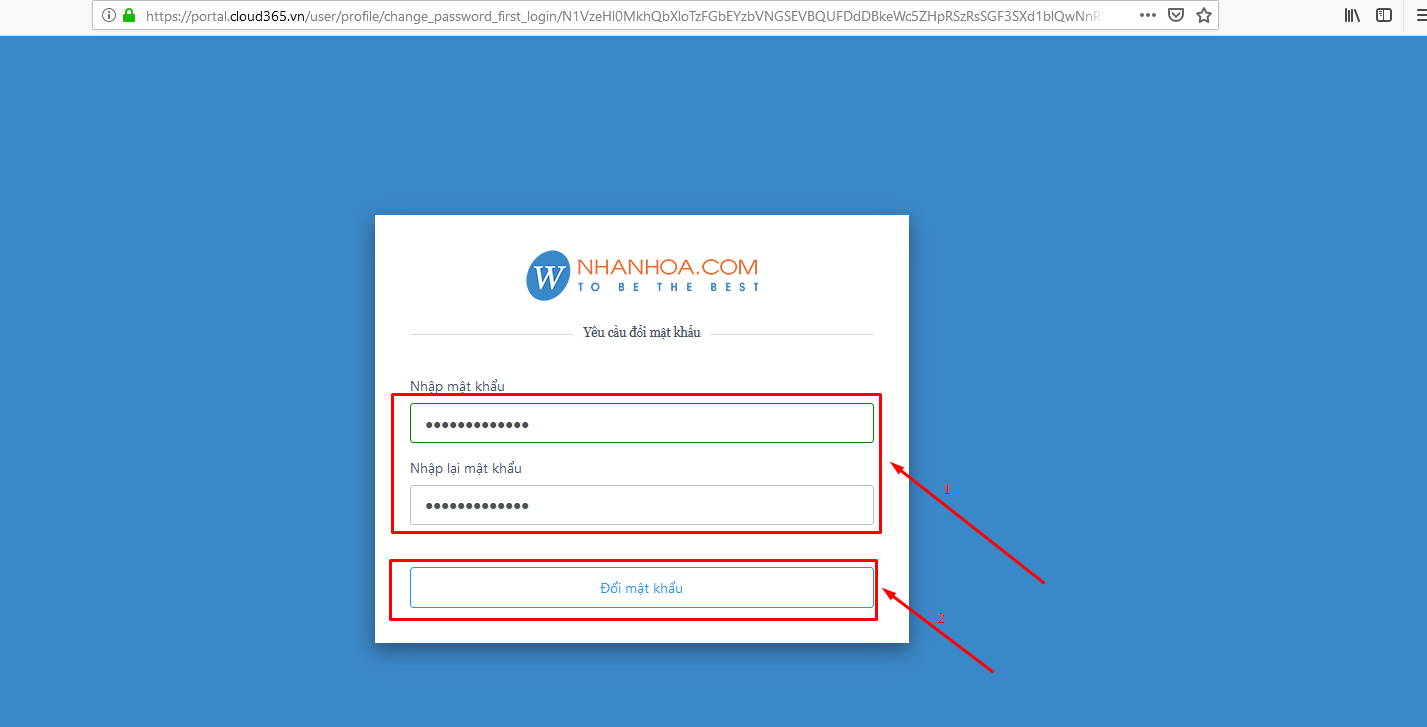 https://portal.cloud365.vn/user/profile/change_password_first_login/
W NHANHOA.COM
TO BE THE BEST
Yêu cầu đổi mật khẩu
Nhập mật khẩu
•••••••••••••
1
Nhập lại mật khẩu
•••••••••••••
Đổi mật khẩu
2